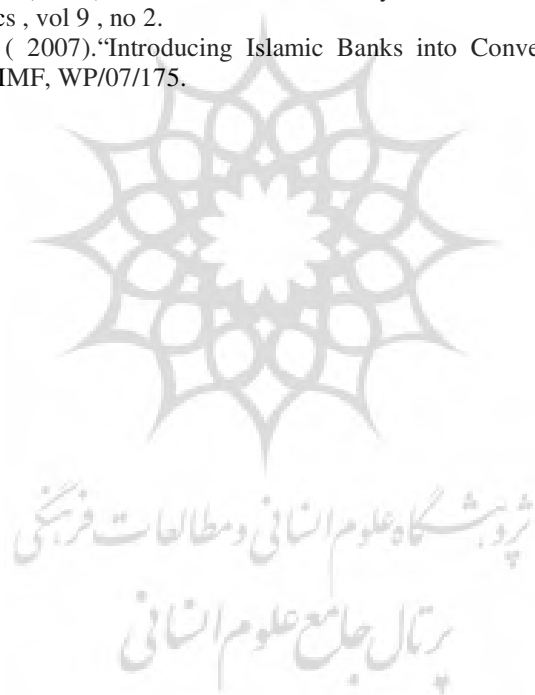 cs , vol 9 , no 2.
( 2007).“Introducing Islamic Banks into Conve
IMF, WP/07/175.
پژوهشگاه علوم انسانی و مطالعات فرهنگی
پرتال جامع علوم انسانی